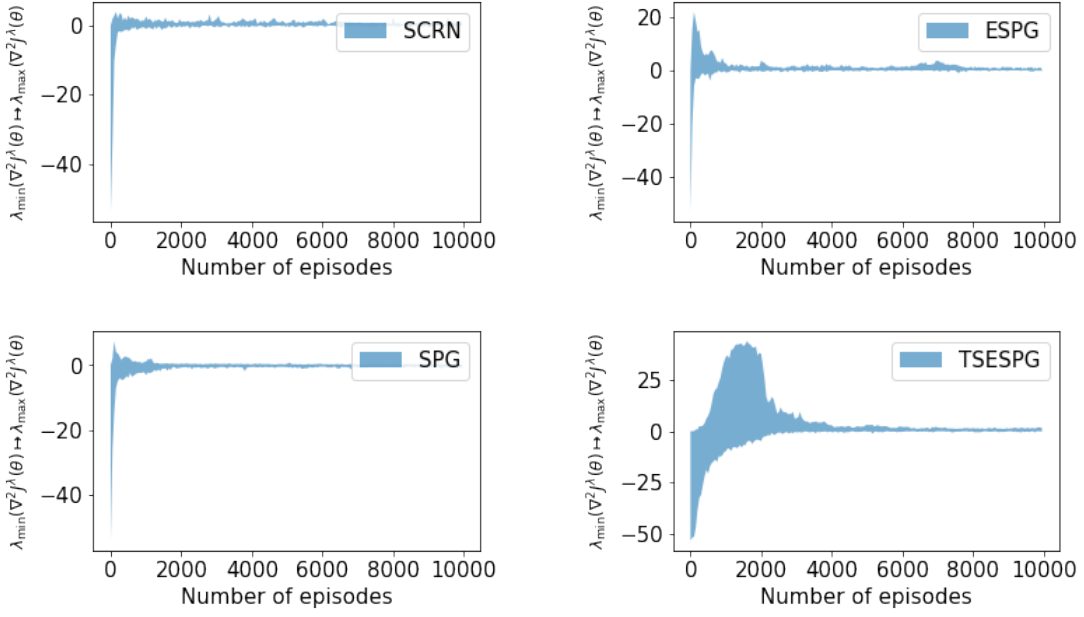 λmin(∇²Jλ(θ) ↦ λmax(∇²Jλ(θ)
0
−20
−40
SCRN
0 2000 4000 6000 8000 10000
Number of episodes
λmin(∇²Jλ(θ) ↦ λmax(∇²Jλ(θ)
20
0
−20
−40
ESPG
0 2000 4000 6000 8000 10000
Number of episodes
λmin(∇²Jλ(θ) ↦ λmax(∇²Jλ(θ)
0
−20
−40
SPG
0 2000 4000 6000 8000 10000
Number of episodes
λmin(∇²Jλ(θ) ↦ λmax(∇²Jλ(θ)
25
0
−25
−50
TSESPG
0 2000 4000 6000 8000 10000
Number of episodes